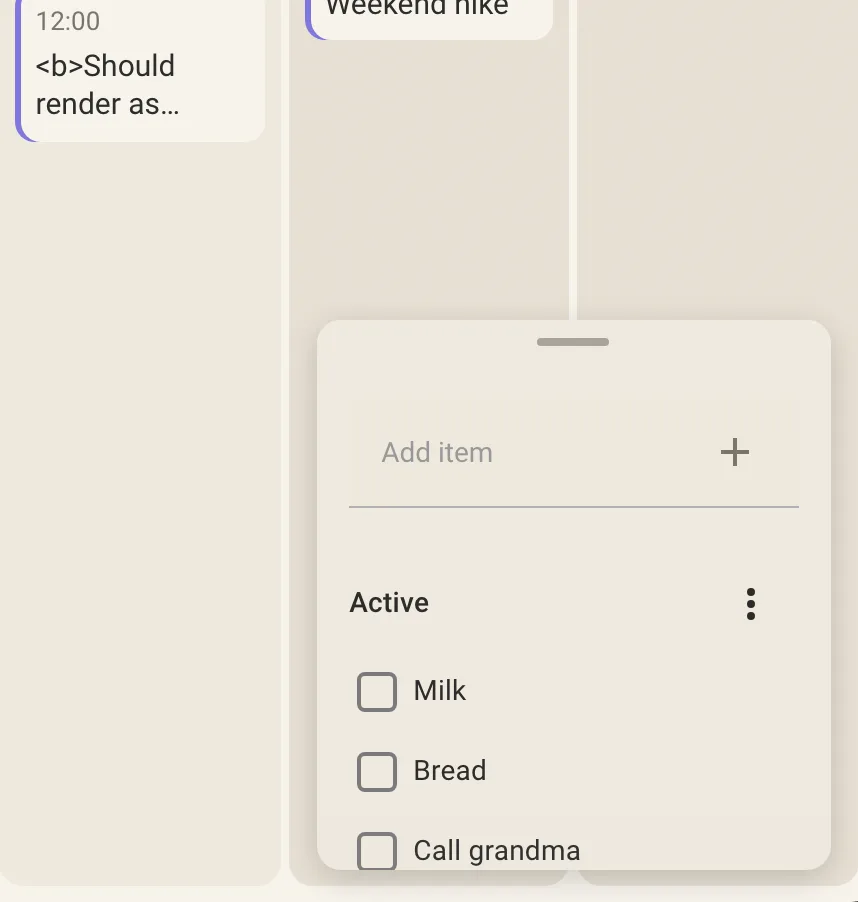 12:00
<b>Should
render as...
Weekend hike
Add item
Active
Milk
Bread
Call grandma